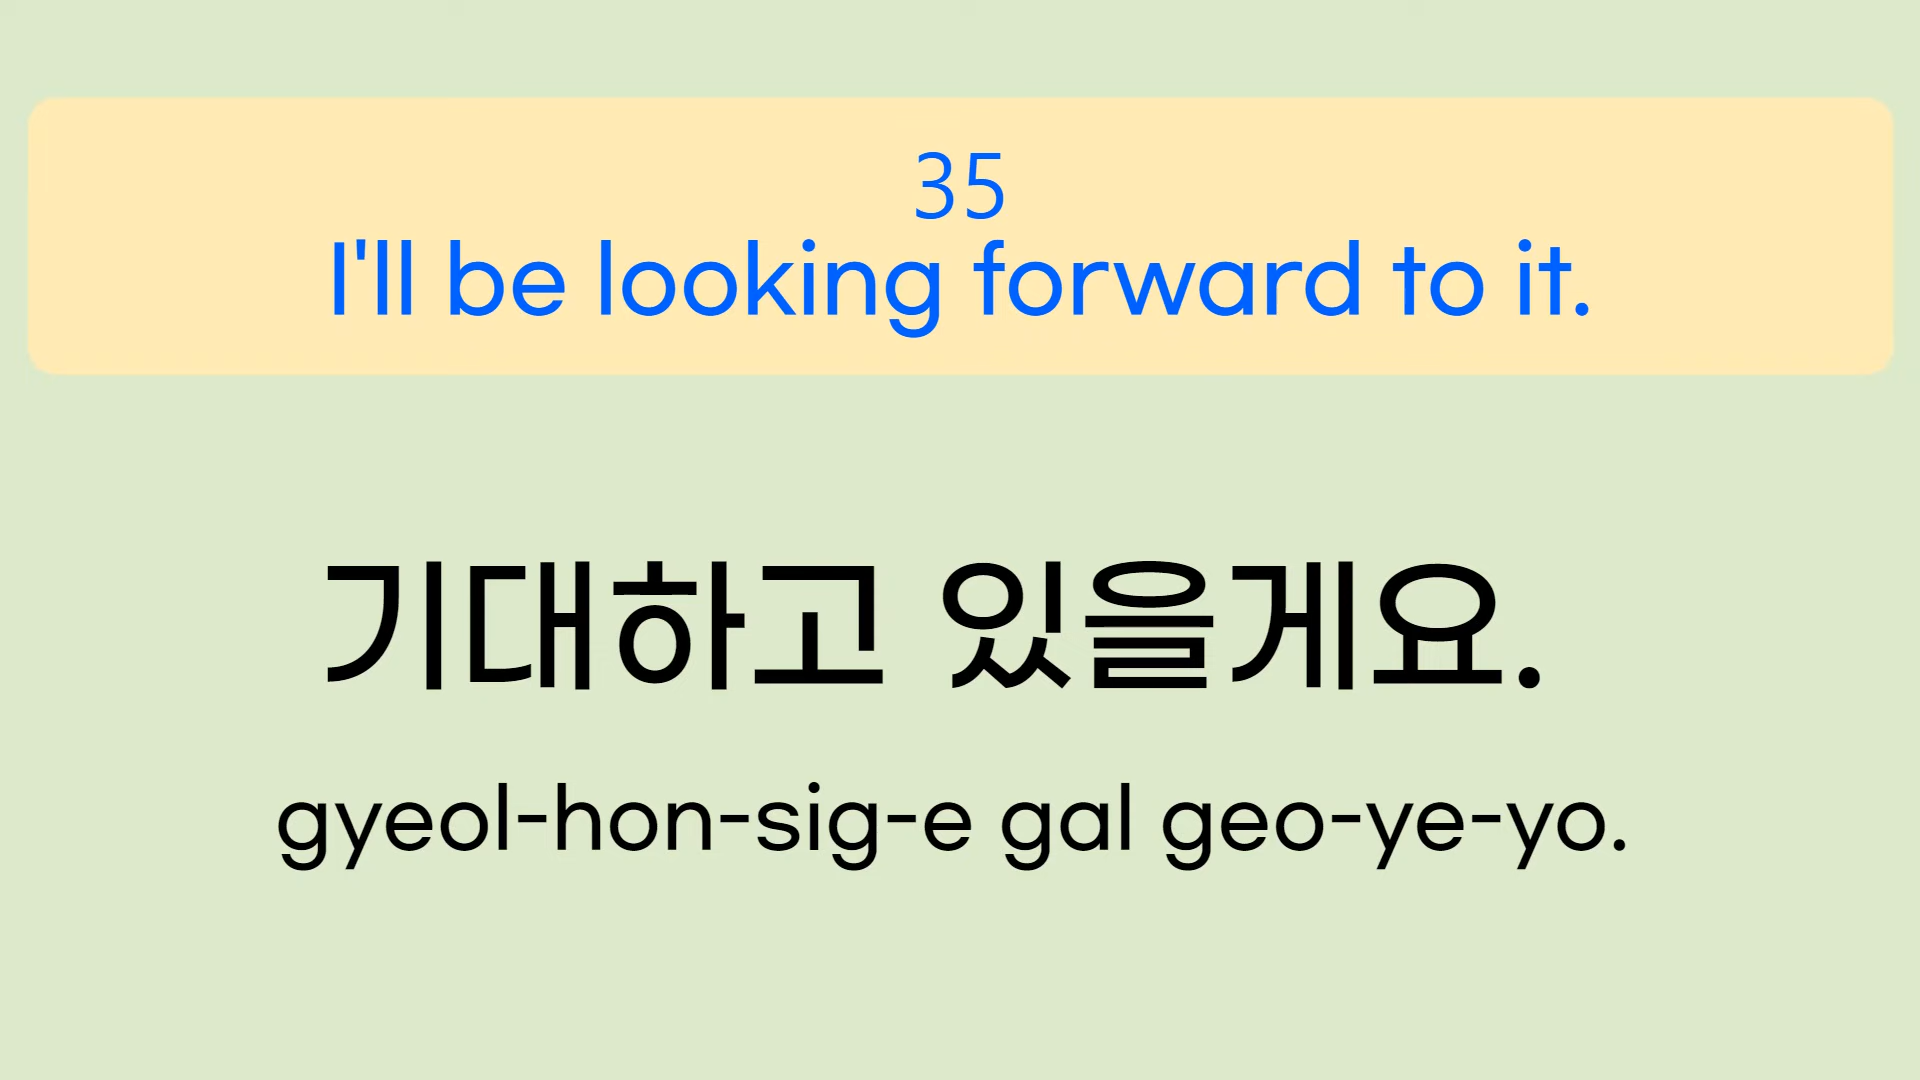 35
I'll be looking forward to it.
기대하고 있을게요.
gyeol-hon-sig-e gal geo-ye-yo.